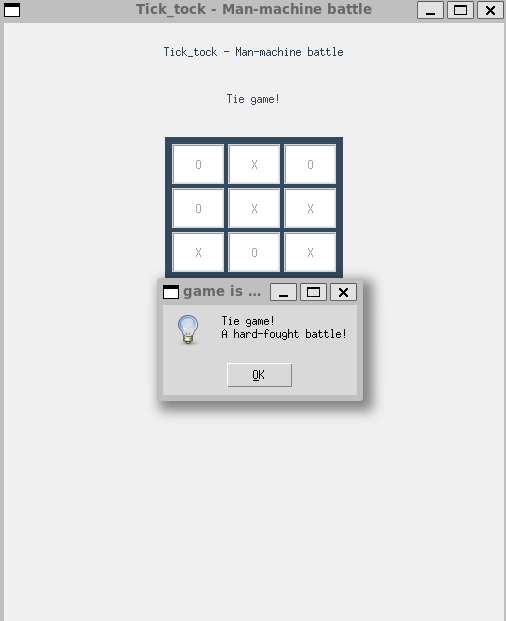 Tick_tock - Man-machine battle
Tick_tock - Man-machine battle
Tie game!
O X O
O X X
X O X
game is ...
Tie game!
A hard-fought battle!
OK